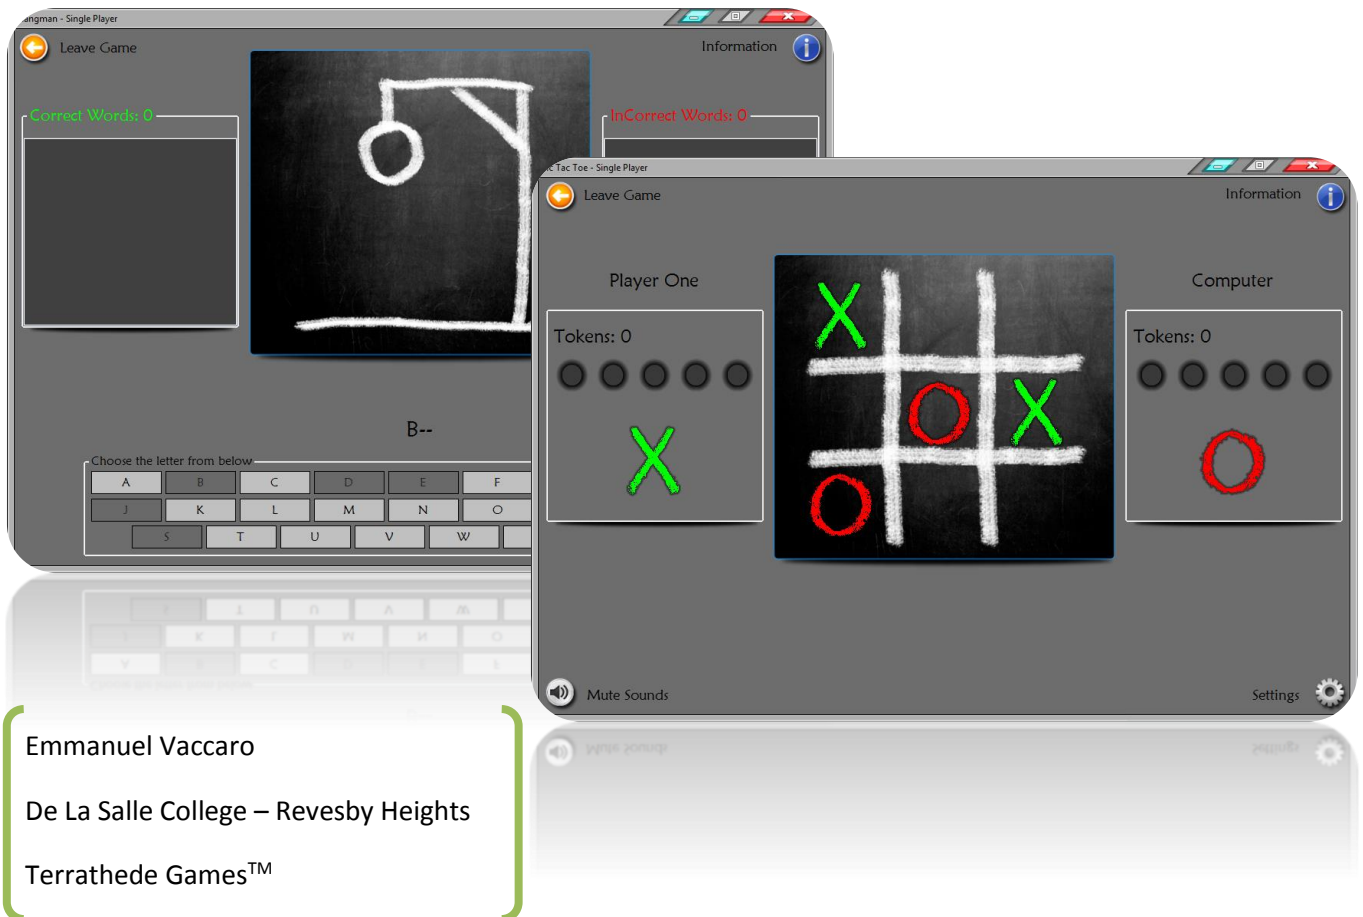 angman - Single Player
Leave Game
Information
Correct Words: 0
InCorrect Words: 0
B--
Choose the letter from below
A B C D E F
J K L M N O
S T U V W
ic Tac Toe - Single Player
Leave Game
Information
Player One
Computer
Tokens: 0
Tokens: 0
X
O
X
O
X
O
Mute Sounds
Settings
Emmanuel Vaccaro
De La Salle College – Revesby Heights
Terrathede Games™